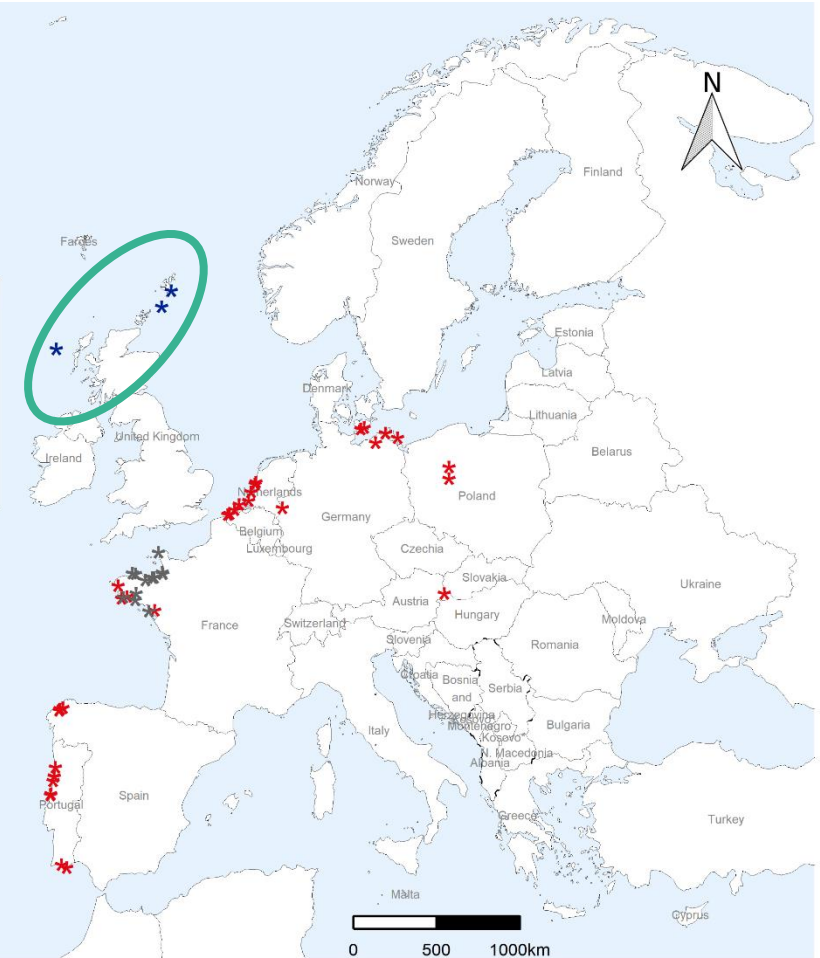 N
Norway
Finland
Faroes
Sweden
Estonia
Latvia
Denmark
Lithuania
United Kingdom
Belarus
Ireland
Netherlands
Poland
Germany
Belgium
Luxembourg
Czechia
Slovakia
Ukraine
Austria
Hungary
France
Switzerland
Moldova
Slovenia
Romania
Croatia
Bosnia
and
Herzegovina
Serbia
Montenegro
Bulgaria
Italy
Kosovo*
N. Macedonia
Albania
Spain
Portugal
Greece
Turkey
Malta
Cyprus
0 500 1000km